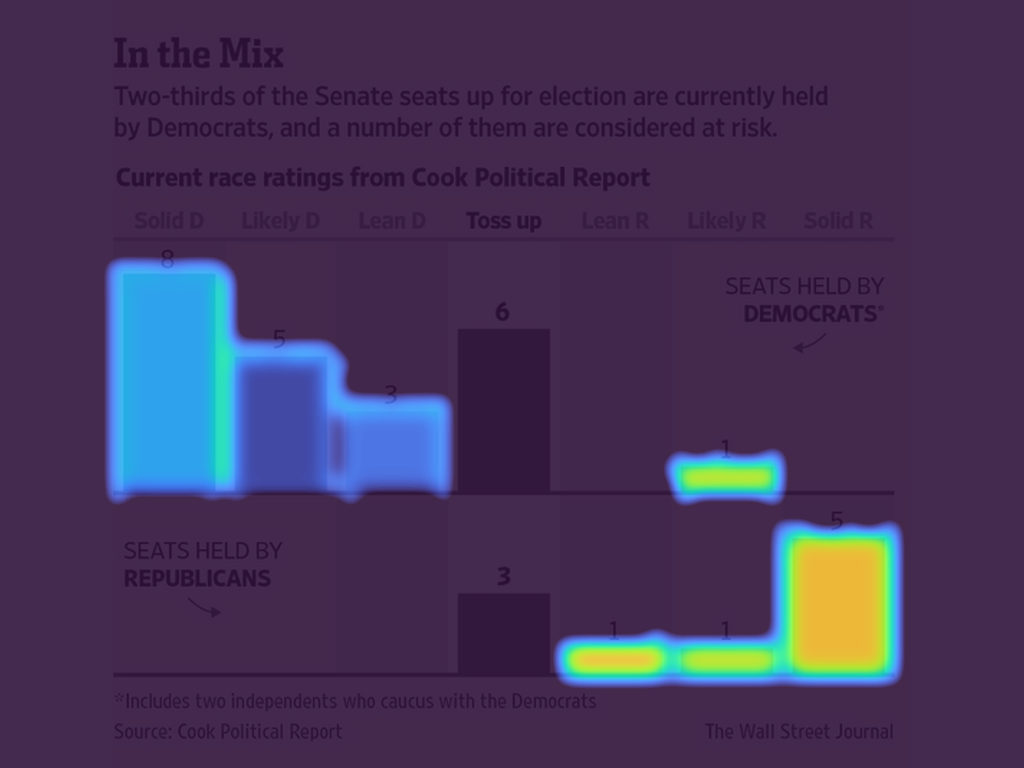 In the Mix
Two-thirds of the Senate seats up for election are currently held
by Democrats, and a number of them are considered at risk.
Current race ratings from Cook Political Report
Solid D Likely D Lean D Toss up Lean R Likely R Solid R
8
SEATS HELD BY
DEMOCRATS*
6
5
3
1
5
SEATS HELD BY
REPUBLICANS
3
1 1
*Includes two independents who caucus with the Democrats
Source: Cook Political Report The Wall Street Journal